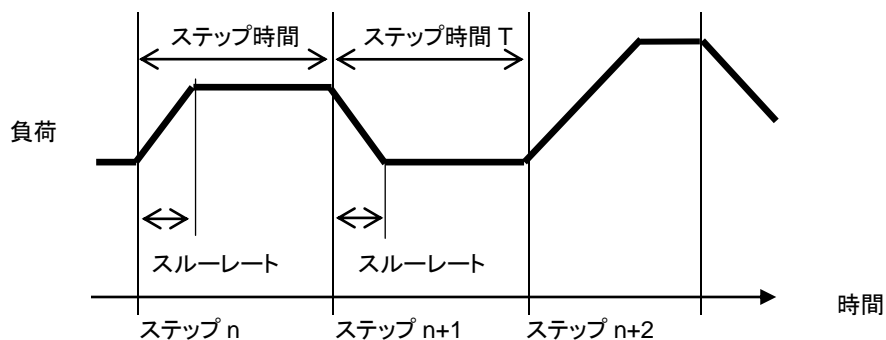 ステップ時間
ステップ時間 T
負荷
スルーレート
スルーレート
時間
ステップ n
ステップ n+1
ステップ n+2